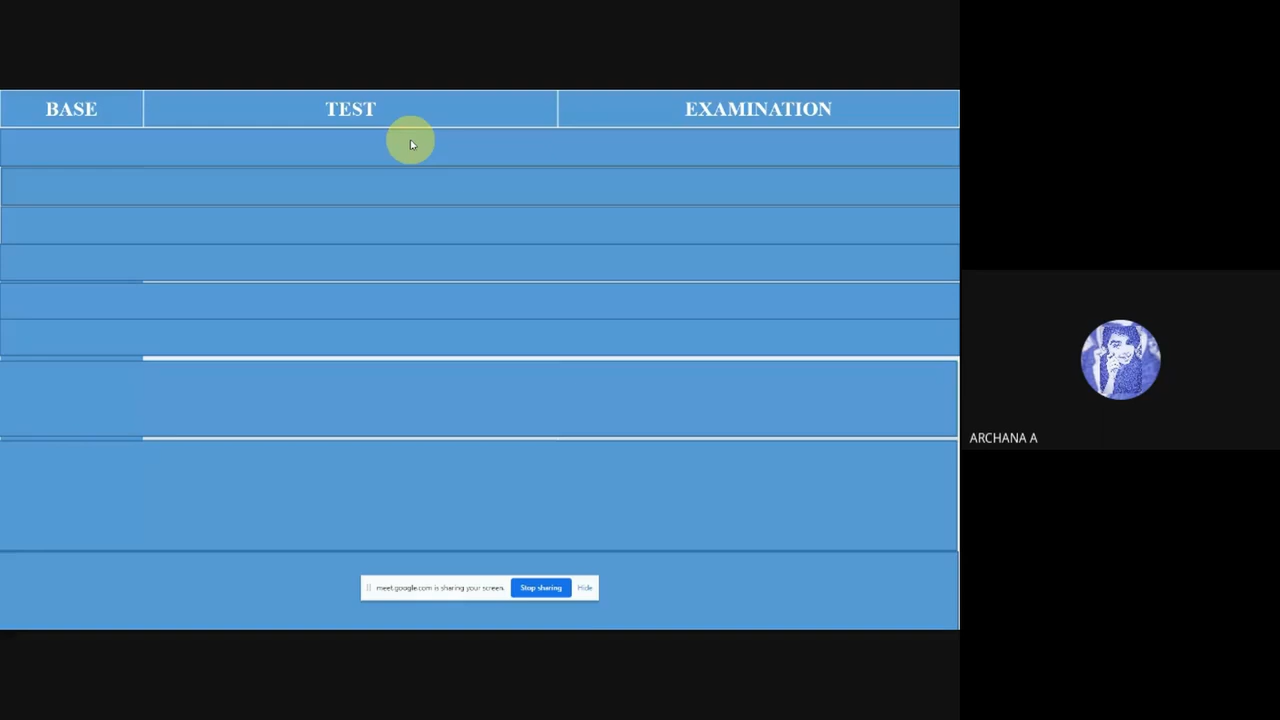 BASE TEST EXAMINATION
meet.google.com is sharing your screen. Stop sharing Hide
ARCHANA A